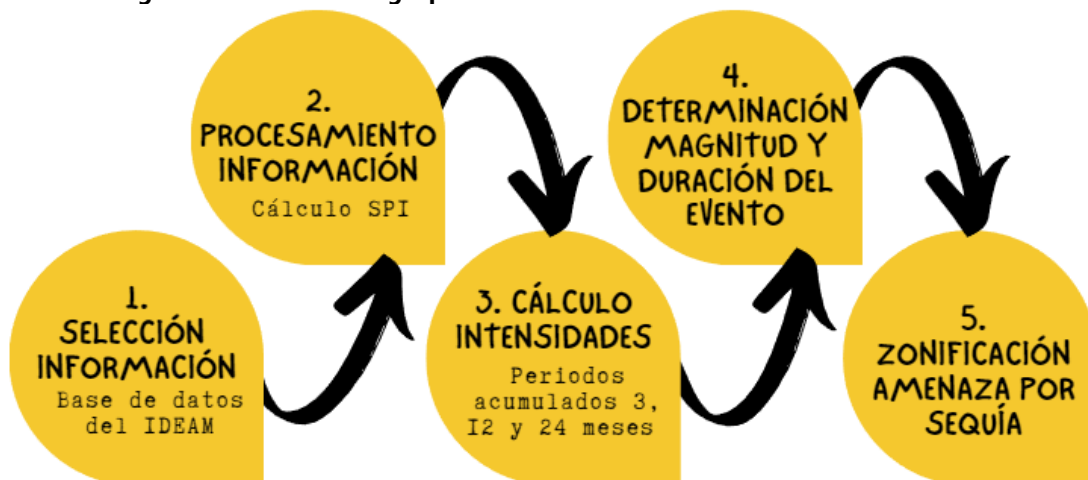 1.
SELECCIÓN
INFORMACIÓN
Base de datos
del IDEAM
2.
PROCESAMIENTO
INFORMACIÓN
Cálculo SPI
3. CÁLCULO
INTENSIDADES
Periodos
acumulados 3,
12 y 24 meses
4.
DETERMINACIÓN
MAGNITUD Y
DURACIÓN DEL
EVENTO
5.
ZONIFICACIÓN
AMENAZA POR
SEQUÍA